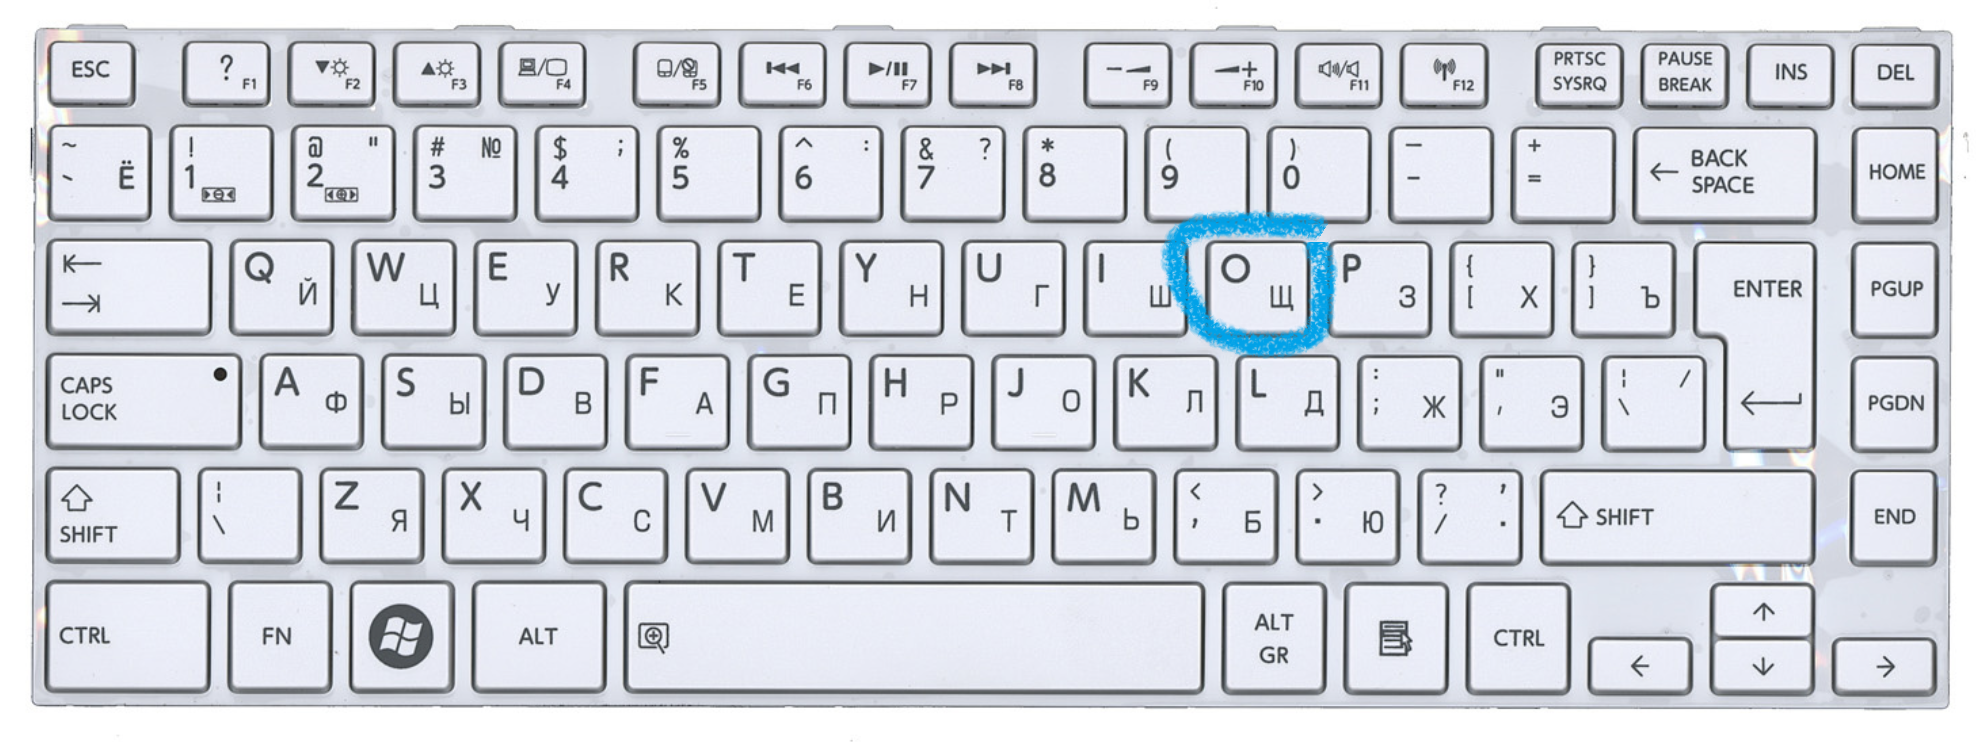 ESC ? F1 F2 F3 F4 F5 F6 F7 F8 F9 F10 F11 F12 PRTSC SYSRQ PAUSE BREAK INS DEL
~ ` Ё ! 1 @ " 2 # № 3 $ ; 4 % 5 ^ : 6 & ? 7 * 8 ( 9 ) 0 — - + = ← BACK SPACE HOME
Q Й W Ц E У R К T Е Y Н U Г I Ш O Щ P З { [ Х } ] Ъ ENTER PGUP
CAPS LOCK A Ф S Ы D В F А G П H Р J О K Л L Д : ; Ж " ' Э ¦ / \ PGDN
SHIFT ¦ \ Z Я X Ч C С V М B И N Т M Ь < , Б > . Ю ? , / . SHIFT END
CTRL FN ALT ALT GR CTRL ← ↑ ↓ →